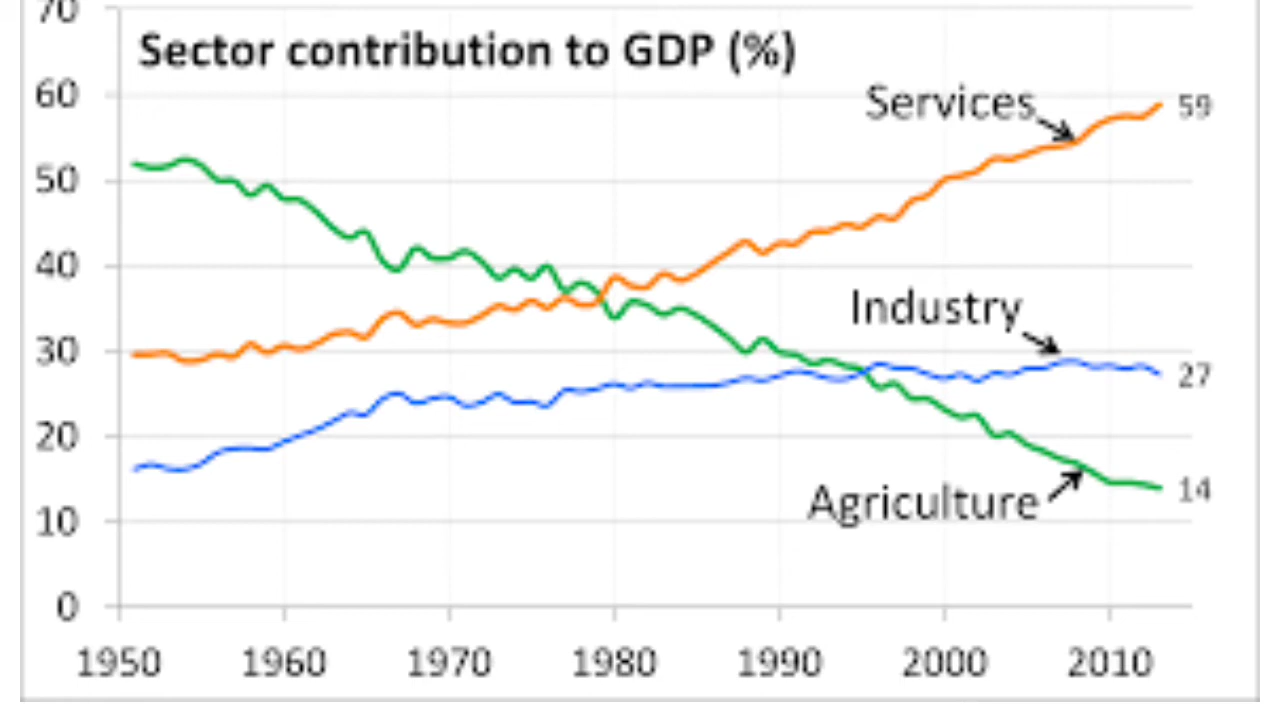 70
Sector contribution to GDP (%)
60
Services
59
50
40
Industry
30
27
20
Agriculture
14
10
0
1950 1960 1970 1980 1990 2000 2010